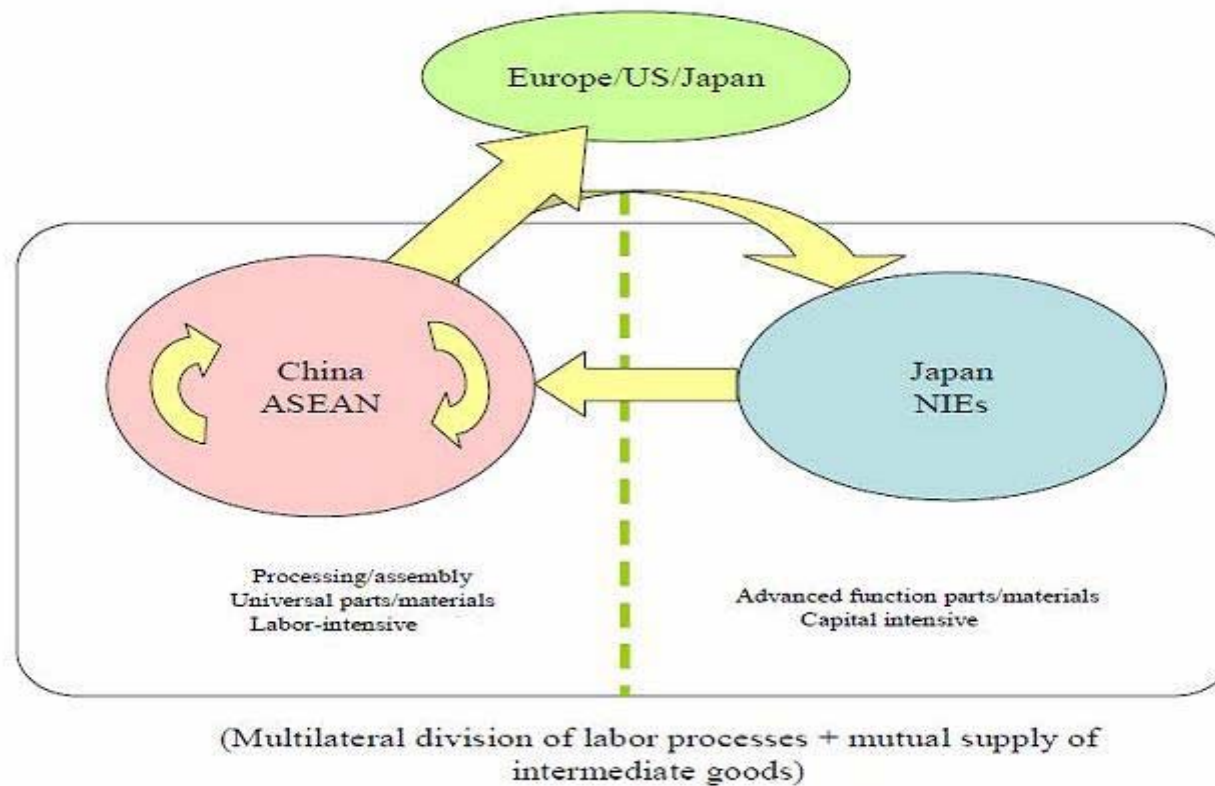 Europe/US/Japan
China
ASEAN
Japan
NIEs
Processing/assembly
Universal parts/materials
Labor-intensive
Advanced function parts/materials
Capital intensive
(Multilateral division of labor processes + mutual supply of
intermediate goods)